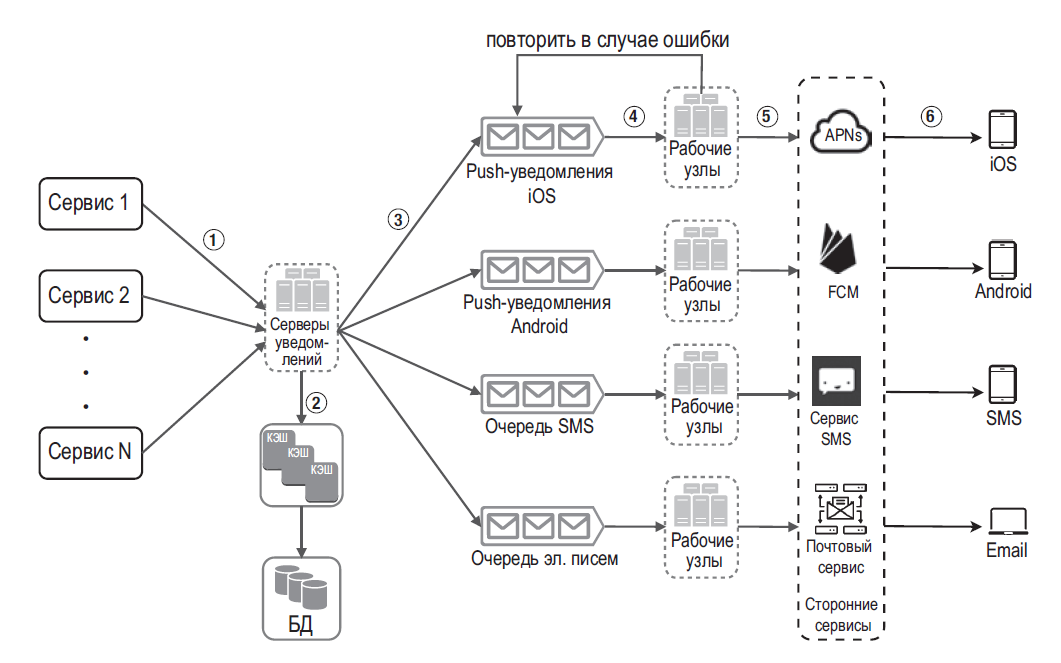 повторить в случае ошибки
4
5
6
APNs
Рабочие
узлы
Push-уведомления
iOS
iOS
Сервис 1
3
1
Сервис 2
Серверы
уведом-
лений
Push-уведомления
Android
Рабочие
узлы
FCM
Android
2
КЭШ
КЭШ
КЭШ
Очередь SMS
Рабочие
узлы
Сервис
SMS
SMS
Сервис N
БД
Очередь эл. писем
Рабочие
узлы
Почтовый
сервис
Email
Сторонние
сервисы